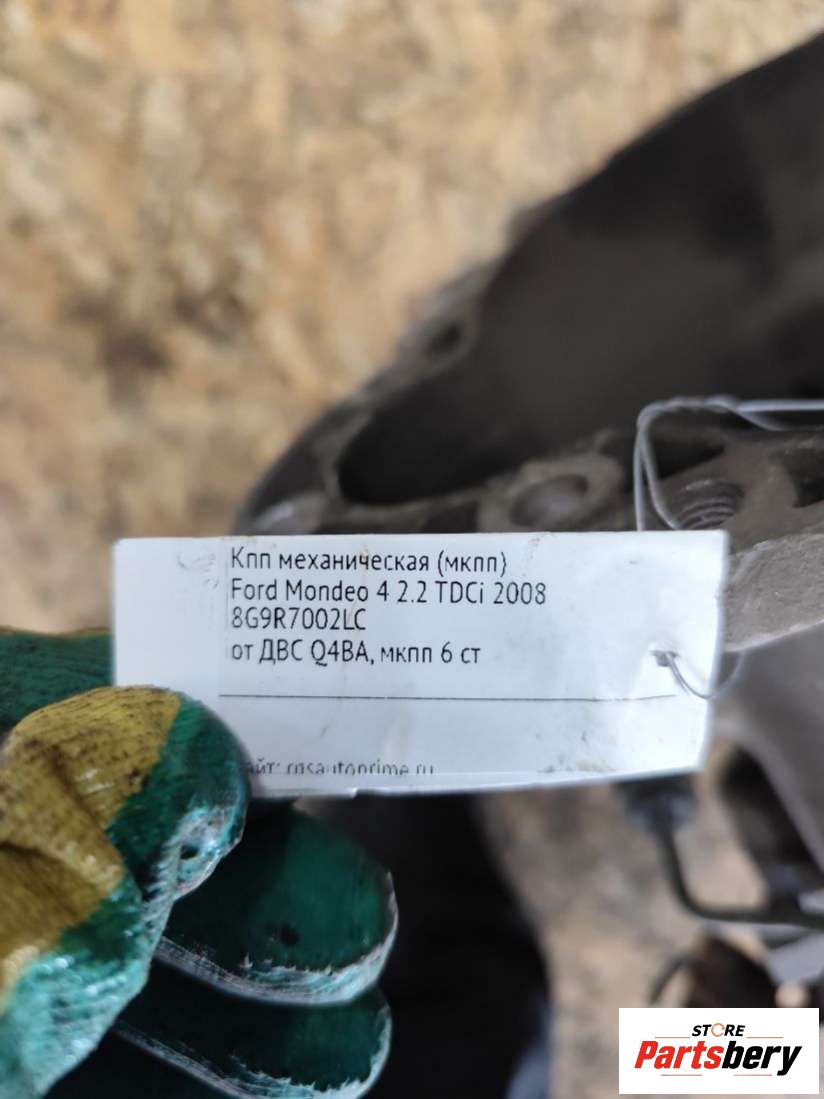 Кпп механическая (мкпп)
Ford Mondeo 4 2.2 TDCi 2008
8G9R7002LC
от ДВС Q4BA, мкпп 6 ст
STORE
Partsbery